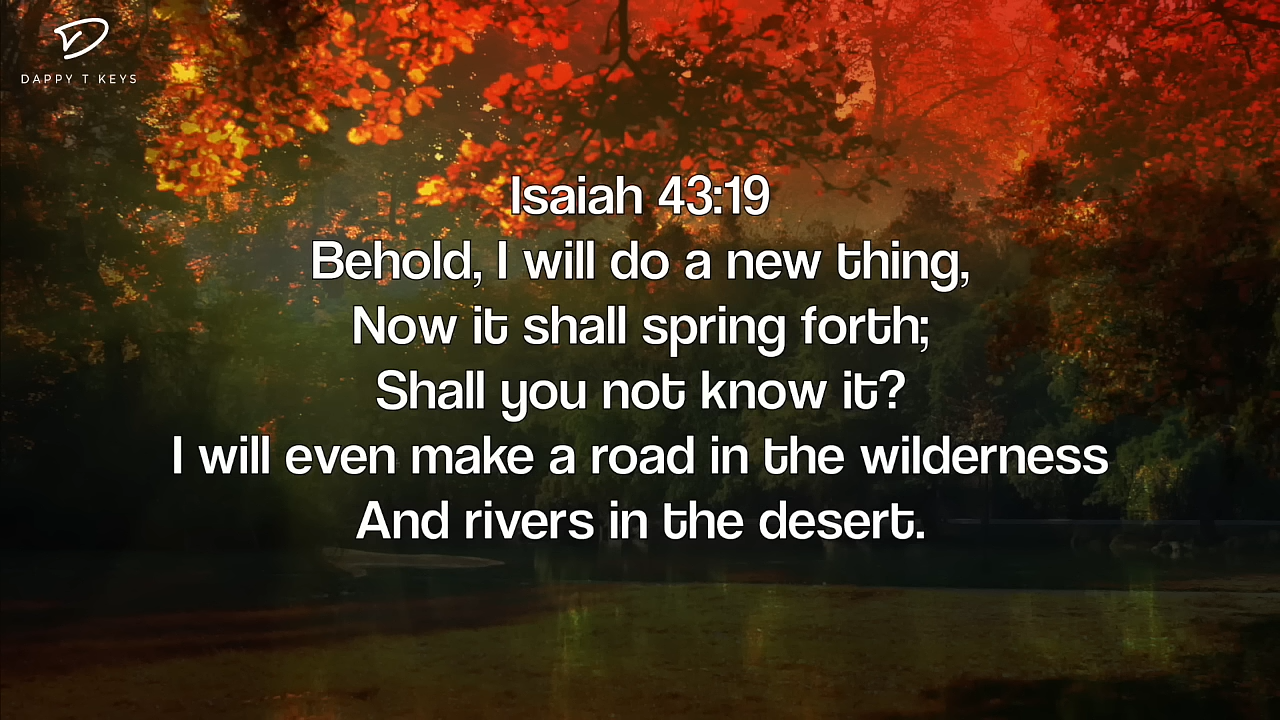 DAPPY T KEYS
Isaiah 43:19
Behold, I will do a new thing,
Now it shall spring forth;
Shall you not know it?
I will even make a road in the wilderness
And rivers in the desert.